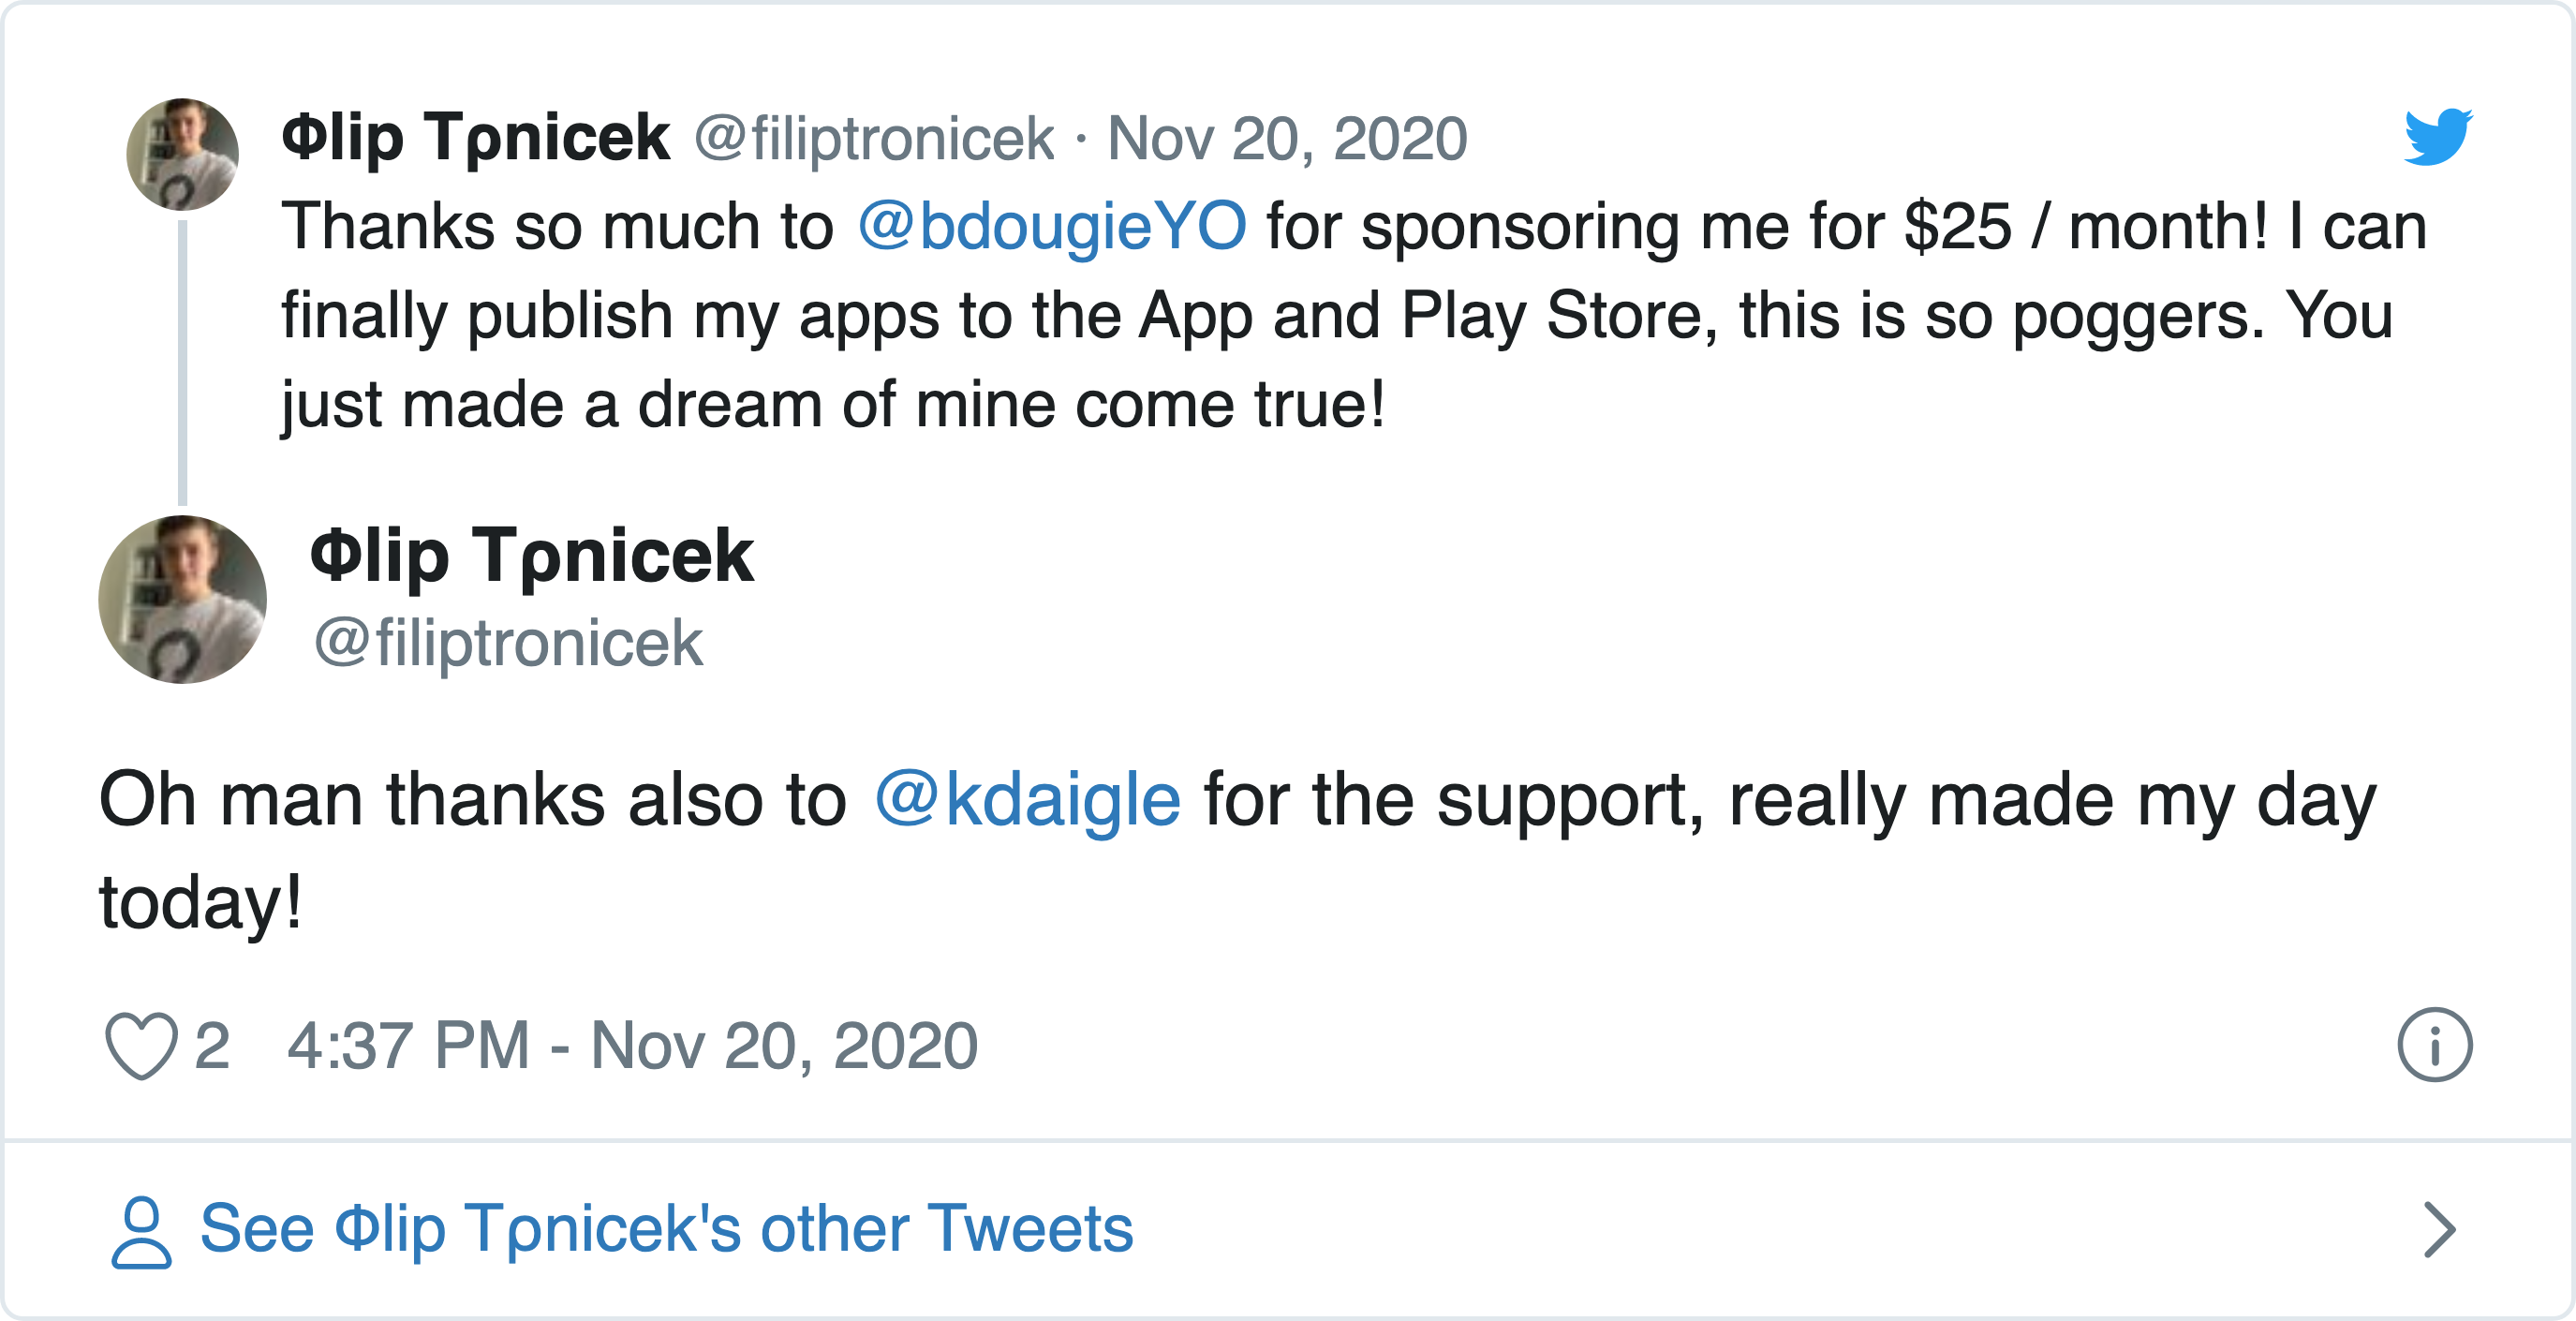 Φlip Tρnicek @filiptronicek · Nov 20, 2020
Thanks so much to @bdougieYO for sponsoring me for $25 / month! I can
finally publish my apps to the App and Play Store, this is so poggers. You
just made a dream of mine come true!
Φlip Tρnicek
@filiptronicek
Oh man thanks also to @kdaigle for the support, really made my day
today!
2 4:37 PM - Nov 20, 2020
See Φlip Tρnicek's other Tweets